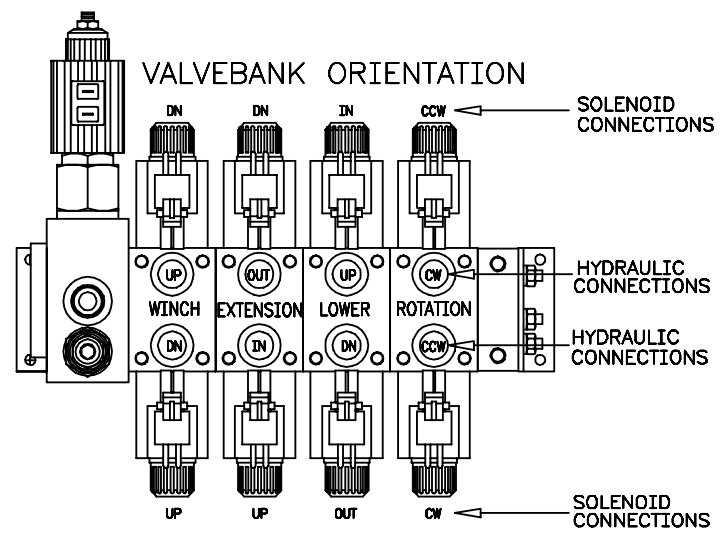 VALVEBANK ORIENTATION
DN DN IN CCW
SOLENOID
CONNECTIONS
UP OUT UP CW
HYDRAULIC
CONNECTIONS
WINCH EXTENSION LOWER ROTATION
DN IN DN CCW
HYDRAULIC
CONNECTIONS
UP UP OUT CW
SOLENOID
CONNECTIONS